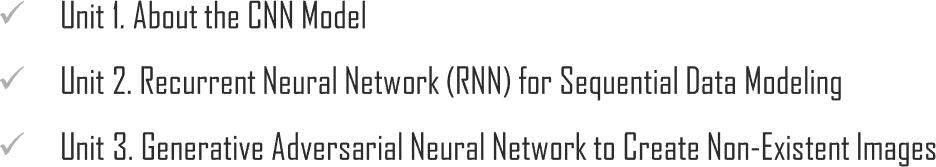 Unit 1. About the CNN Model
Unit 2. Recurrent Neural Network (RNN) for Sequential Data Modeling
Unit 3. Generative Adversarial Neural Network to Create Non-Existent Images